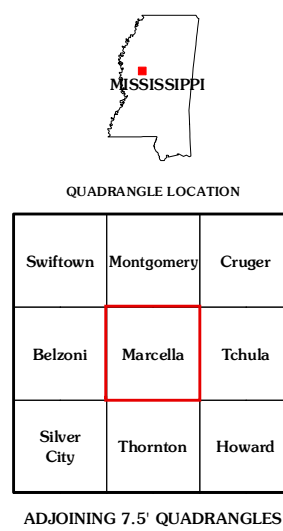 MISSISSIPPI
QUADRANGLE LOCATION
Swiftown Montgomery Cruger
Belzoni Marcella Tchula
Silver
City Thornton Howard
ADJOINING 7.5' QUADRANGLES